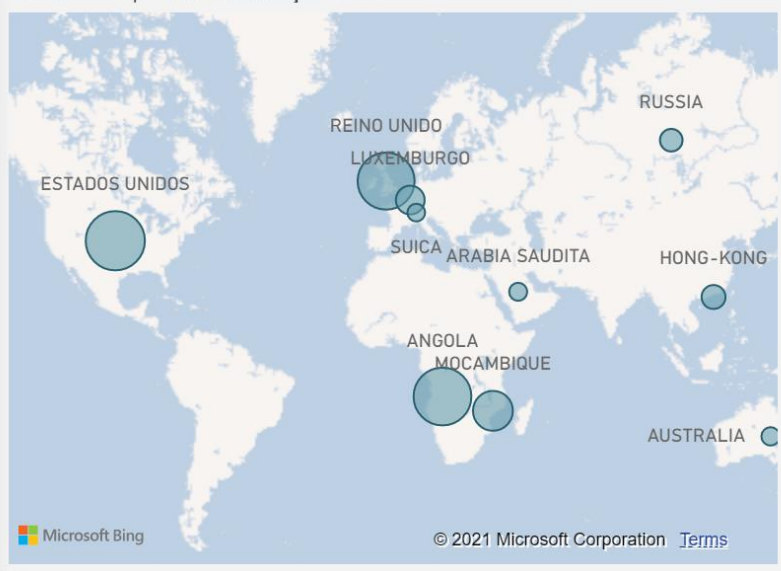 RUSSIA
REINO UNIDO
LUXEMBURGO
ESTADOS UNIDOS
SUICA
ARABIA SAUDITA
HONG-KONG
ANGOLA
MOCAMBIQUE
AUSTRALIA
Microsoft Bing
© 2021 Microsoft Corporation Terms